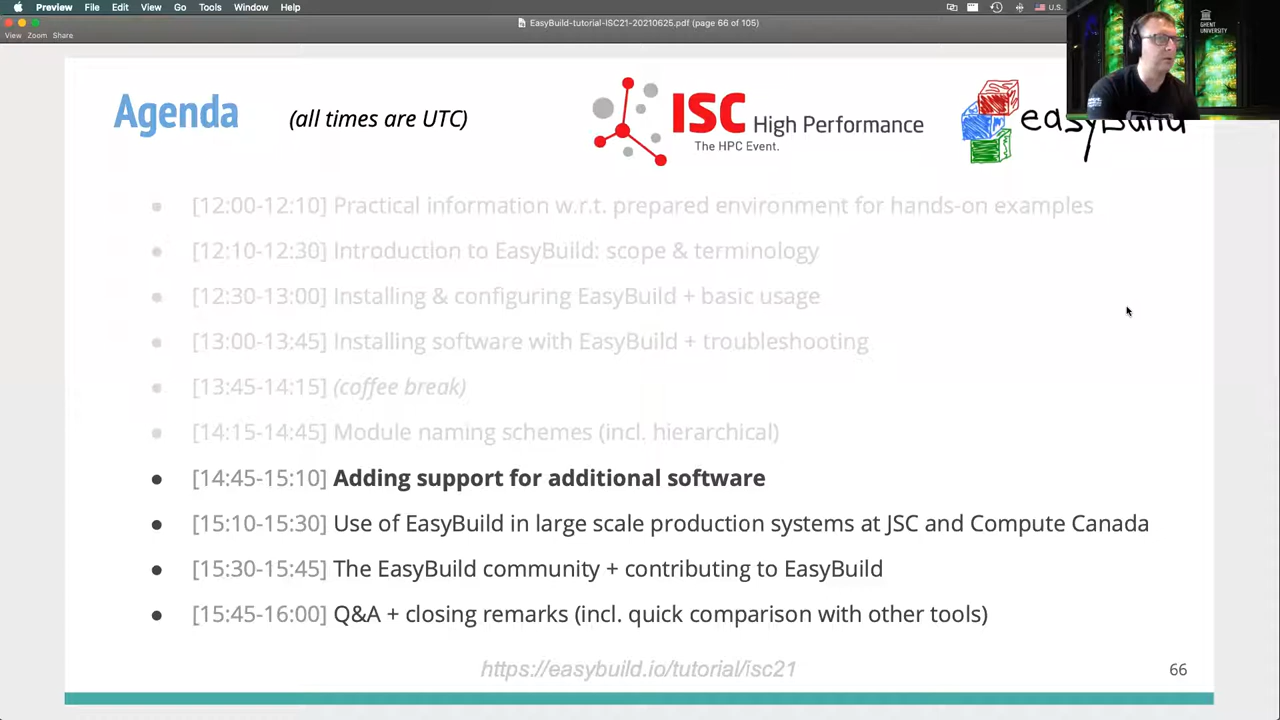 Preview File Edit View Go Tools Window Help U.S.
EasyBuild-tutorial-ISC21-20210625.pdf (page 66 of 105)
View Zoom Share
GHENT
UNIVERSITY
Agenda (all times are UTC)
ISC High Performance
The HPC Event.
easybuild
[12:00-12:10] Practical information w.r.t. prepared environment for hands-on examples
[12:10-12:30] Introduction to EasyBuild: scope & terminology
[12:30-13:00] Installing & configuring EasyBuild + basic usage
[13:00-13:45] Installing software with EasyBuild + troubleshooting
[13:45-14:15] (coffee break)
[14:15-14:45] Module naming schemes (incl. hierarchical)
[14:45-15:10] Adding support for additional software
[15:10-15:30] Use of EasyBuild in large scale production systems at JSC and Compute Canada
[15:30-15:45] The EasyBuild community + contributing to EasyBuild
[15:45-16:00] Q&A + closing remarks (incl. quick comparison with other tools)
https://easybuild.io/tutorial/isc21
66